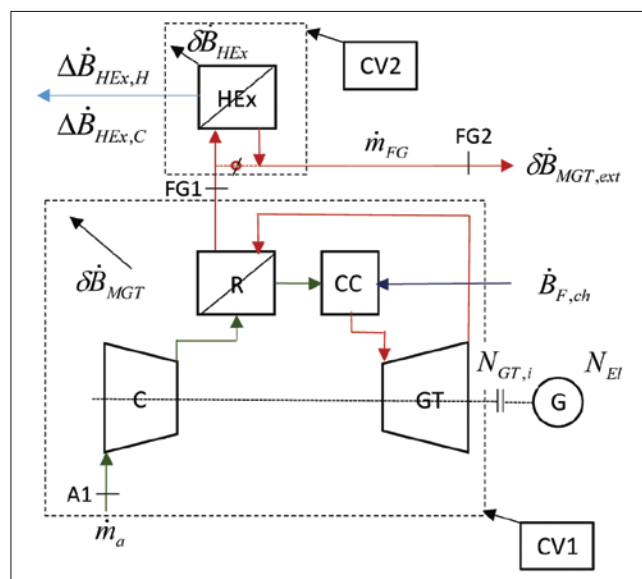 δḂ_HEx
CV2
ΔḂ_HEx,H
HEx
ΔḂ_HEx,C
ṁ_FG
FG2
FG1
δḂ_MGT,ext
δḂ_MGT
R
CC
Ḃ_F,ch
N_GT,i
N_El
C
GT
G
A1
ṁ_a
CV1